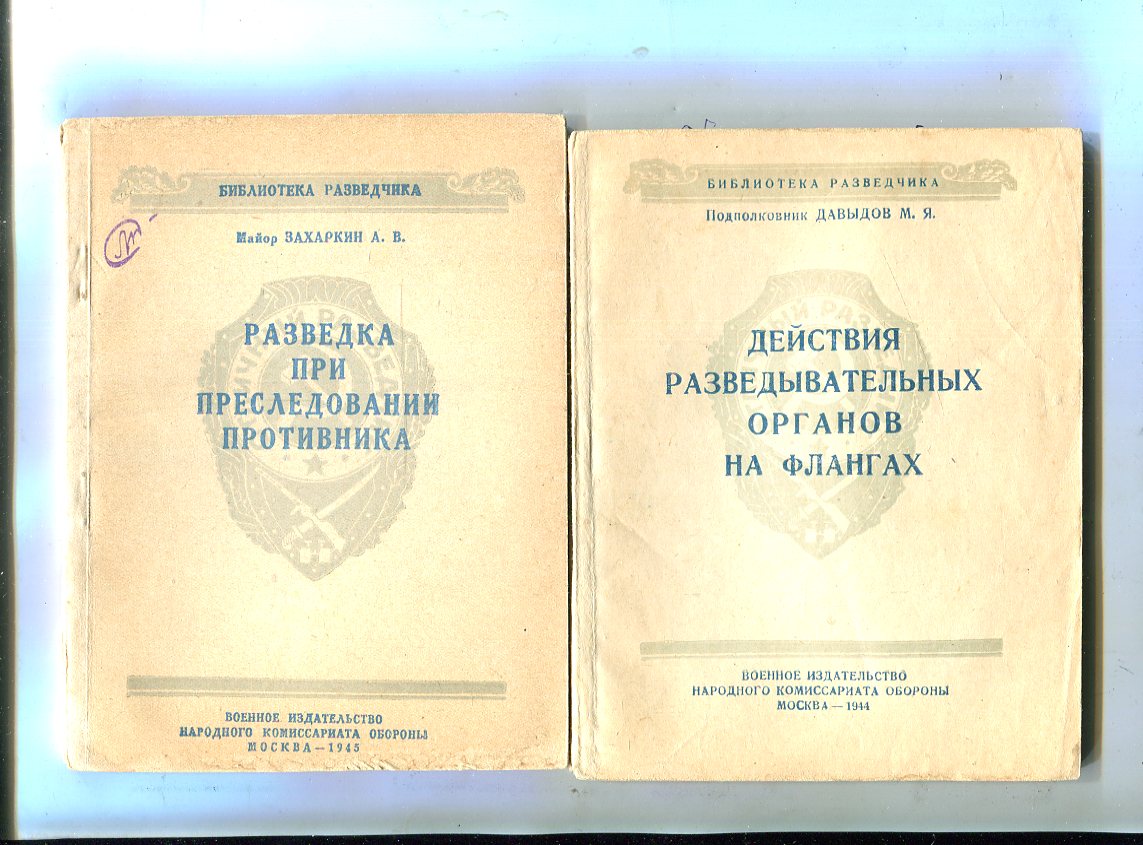 БИБЛИОТЕКА РАЗВЕДЧИКА
Майор ЗАХАРКИН А. В.
РАЗВЕДКА
ПРИ
ПРЕСЛЕДОВАНИИ
ПРОТИВНИКА
ВОЕННОЕ ИЗДАТЕЛЬСТВО
НАРОДНОГО КОМИССАРИАТА ОБОРОНЫ
МОСКВА — 1945
БИБЛИОТЕКА РАЗВЕДЧИКА
Подполковник ДАВЫДОВ М. Я.
ДЕЙСТВИЯ
РАЗВЕДЫВАТЕЛЬНЫХ
ОРГАНОВ
НА ФЛАНГАХ
ВОЕННОЕ ИЗДАТЕЛЬСТВО
НАРОДНОГО КОМИССАРИАТА ОБОРОНЫ
МОСКВА — 1944